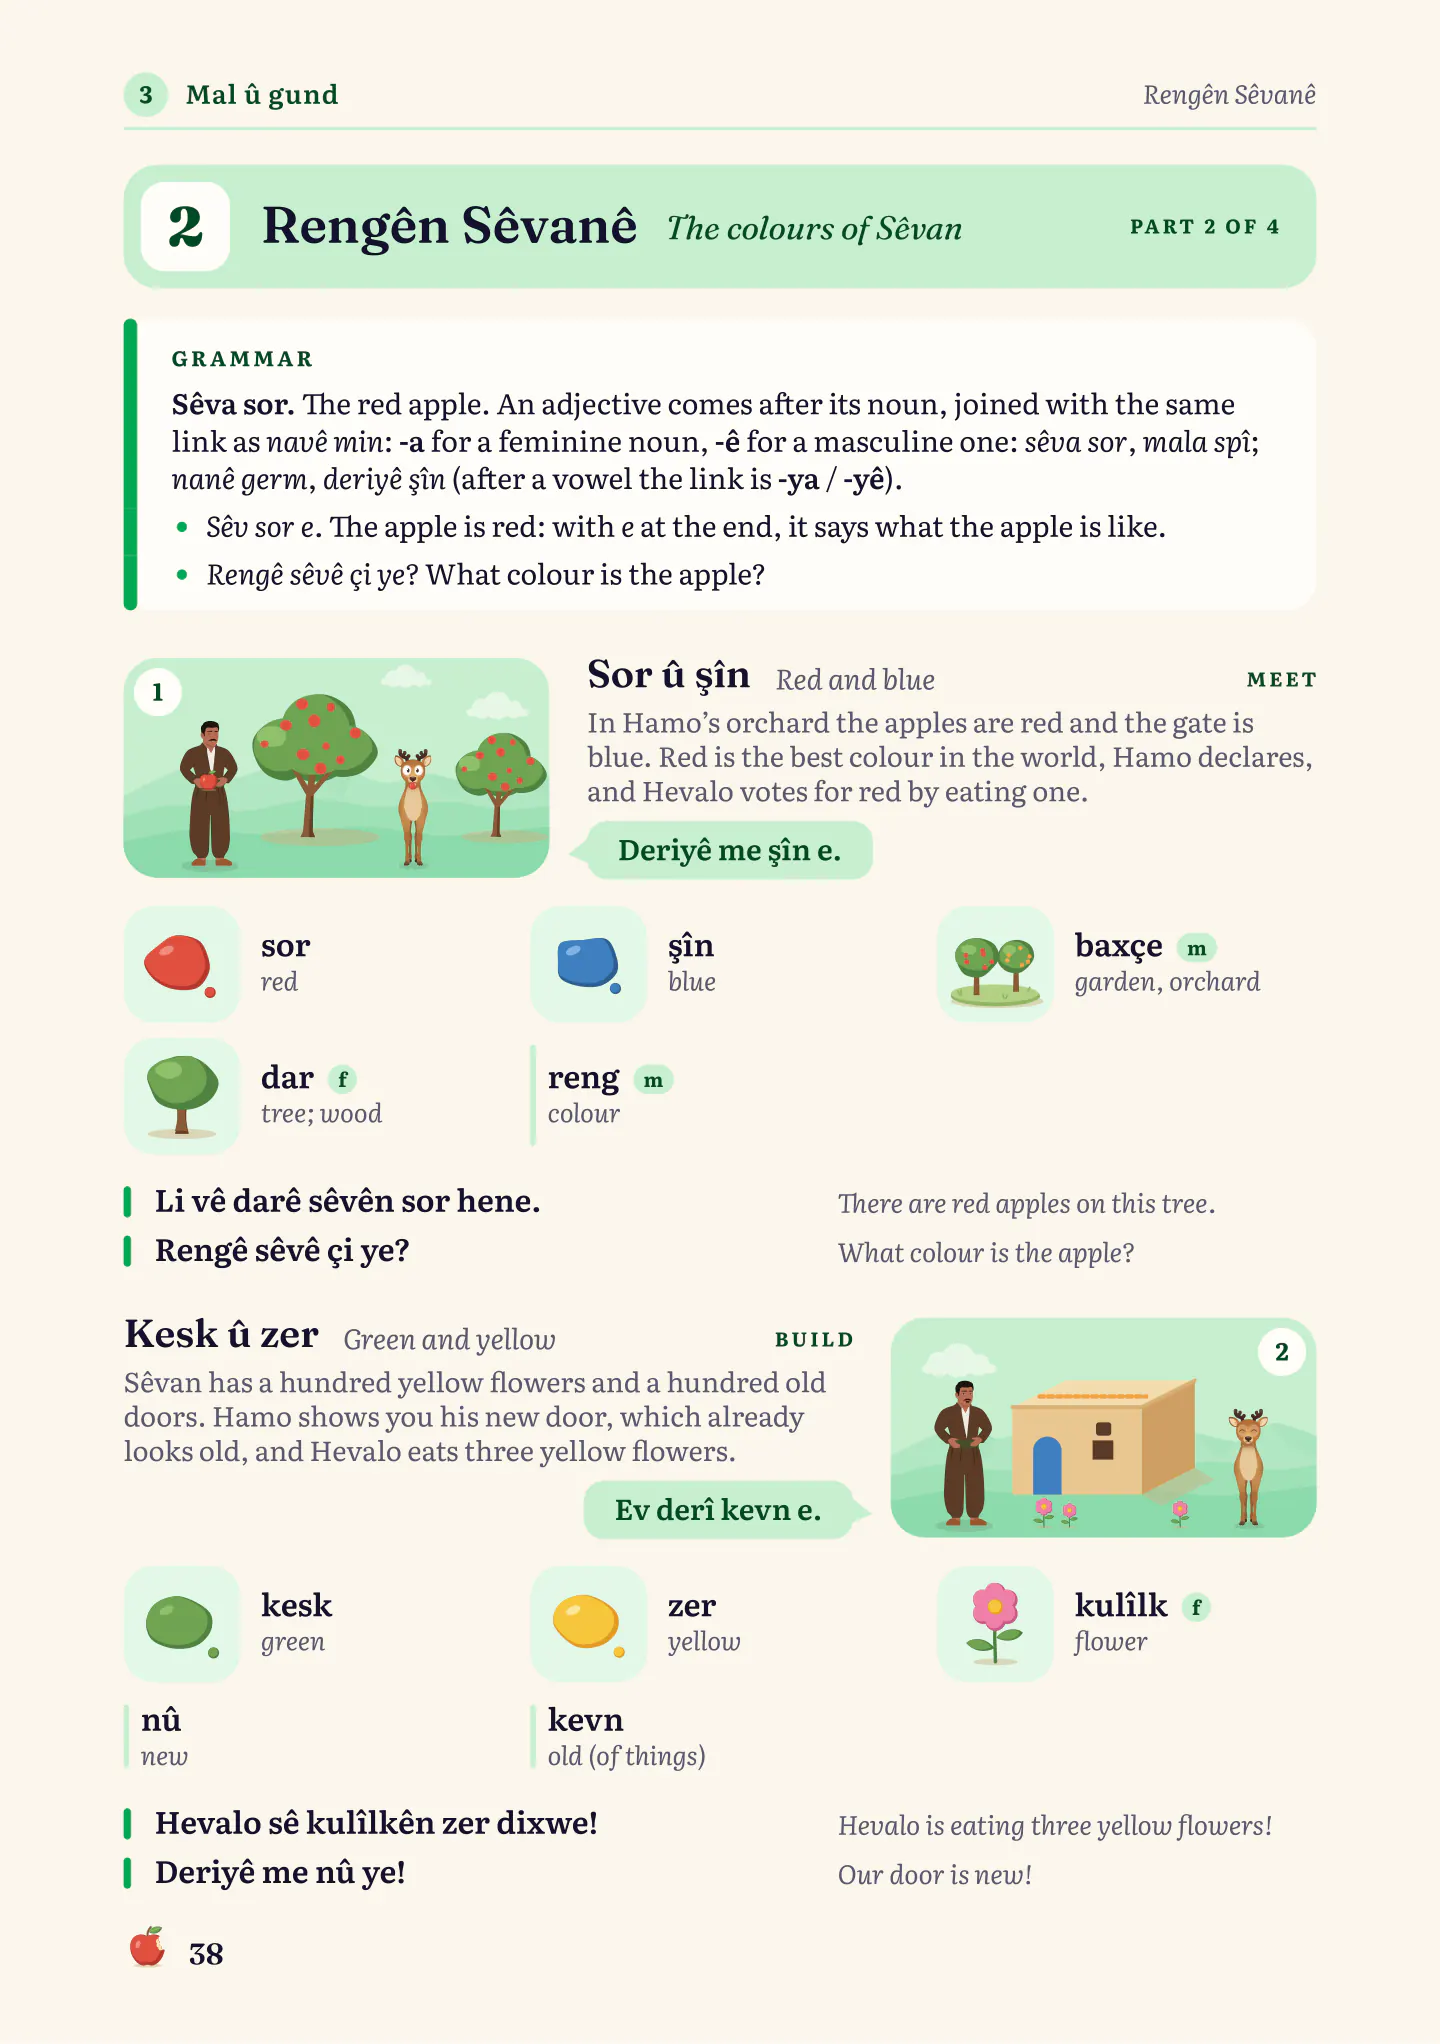 3 Mal û gund
Rengên Sêvanê
2 Rengên Sêvanê The colours of Sêvan PART 2 OF 4
GRAMMAR
Sêva sor. The red apple. An adjective comes after its noun, joined with the same
link as navê min: -a for a feminine noun, -ê for a masculine one: sêva sor, mala spî;
nanê germ, deriyê şîn (after a vowel the link is -ya / -yê).
• Sêv sor e. The apple is red: with e at the end, it says what the apple is like.
• Rengê sêvê çi ye? What colour is the apple?
1
Sor û şîn Red and blue MEET
In Hamo’s orchard the apples are red and the gate is
blue. Red is the best colour in the world, Hamo declares,
and Hevalo votes for red by eating one.
Deriyê me şîn e.
sor
red
şîn
blue
baxçe m
garden, orchard
dar f
tree; wood
reng m
colour
Li vê darê sêvên sor hene. There are red apples on this tree.
Rengê sêvê çi ye? What colour is the apple?
Kesk û zer Green and yellow BUILD
2
Sêvan has a hundred yellow flowers and a hundred old
doors. Hamo shows you his new door, which already
looks old, and Hevalo eats three yellow flowers.
Ev derî kevn e.
kesk
green
zer
yellow
kulîlk f
flower
nû
new
kevn
old (of things)
Hevalo sê kulîlkên zer dixwe! Hevalo is eating three yellow flowers!
Deriyê me nû ye! Our door is new!
38